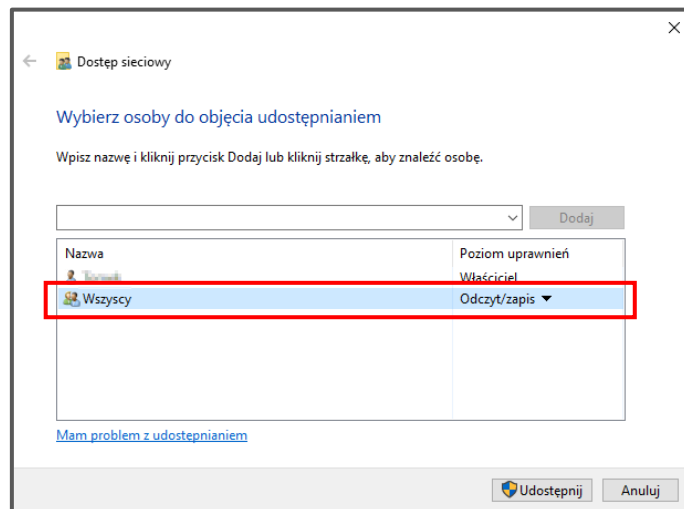 Dostęp sieciowy
Wybierz osoby do objęcia udostępnianiem
Wpisz nazwę i kliknij przycisk Dodaj lub kliknij strzałkę, aby znaleźć osobę.
Dodaj
Nazwa Poziom uprawnień
Właściciel
Wszyscy Odczyt/zapis
Mam problem z udostepnianiem
Udostępnij Anuluj